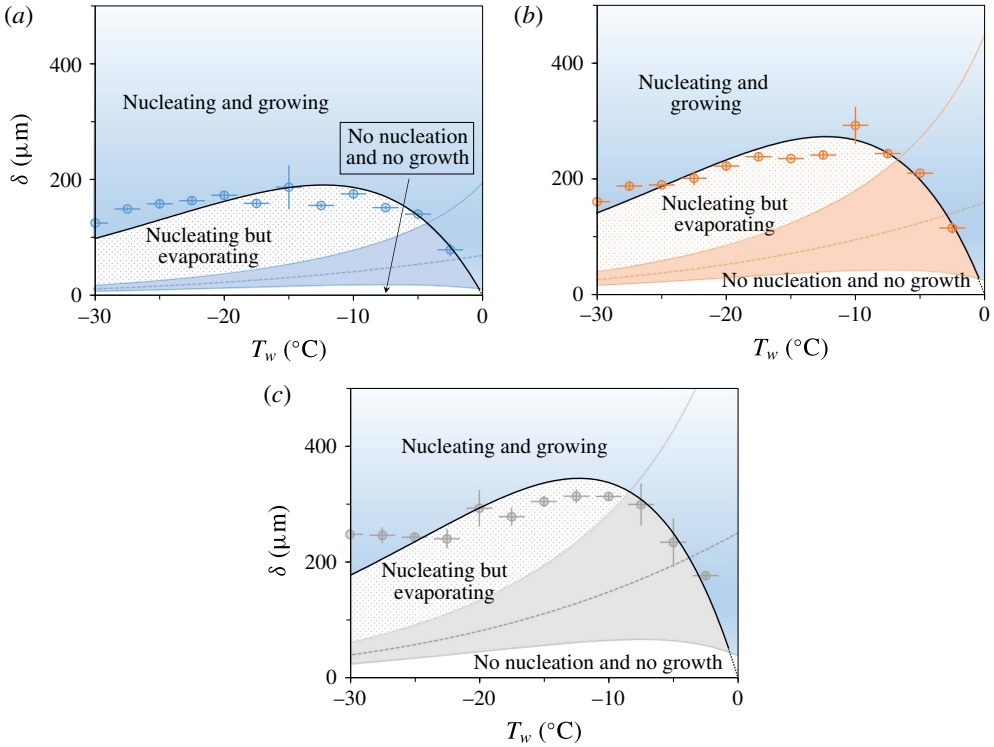 (a)
400
200
0
δ (μm)
Nucleating and growing
No nucleation
and no growth
Nucleating but
evaporating
−30
−20
−10
0
T_w (°C)
(b)
400
200
0
Nucleating and
growing
Nucleating but
evaporating
No nucleation and no growth
−30
−20
−10
0
T_w (°C)
(c)
400
200
0
δ (μm)
Nucleating and growing
Nucleating but
evaporating
No nucleation and no growth
−30
−20
−10
0
T_w (°C)